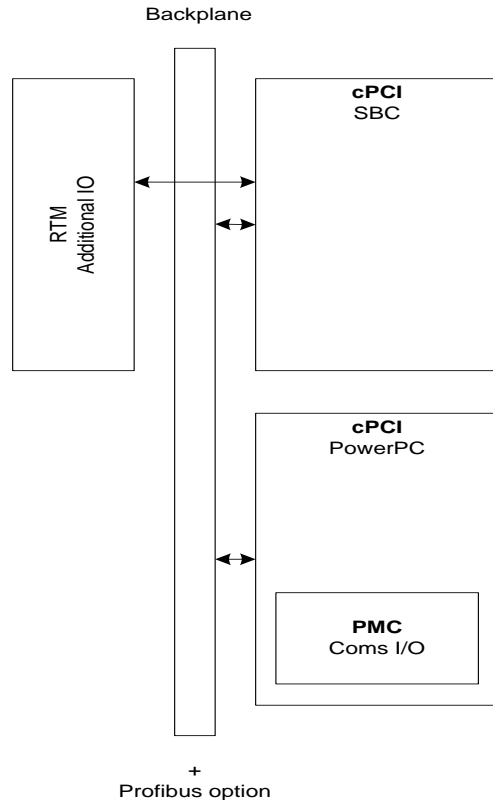 Backplane
cPCI
SBC
RTM
Additional IO
cPCI
PowerPC
PMC
Coms I/O
+
Profibus option